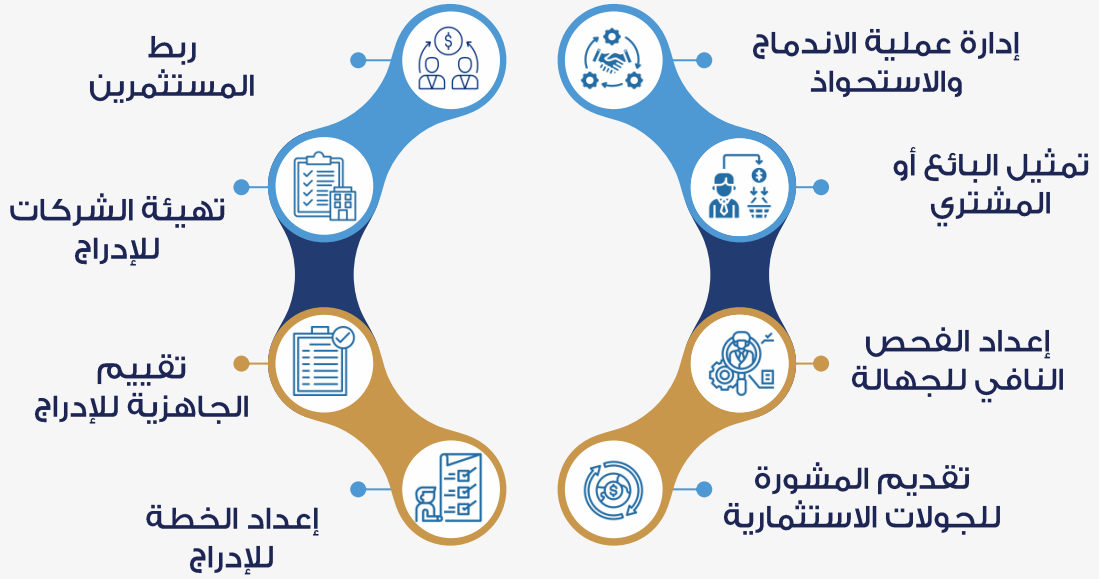 إدارة عملية الاندماج
والاستحواذ
تمثيل البائع أو
المشتري
إعداد الفحص
النافي للجهالة
تقديم المشورة
للجولات الاستثمارية
ربط
المستثمرين
تهيئة الشركات
للإدراج
تقييم
الجاهزية للإدراج
إعداد الخطة
للإدراج